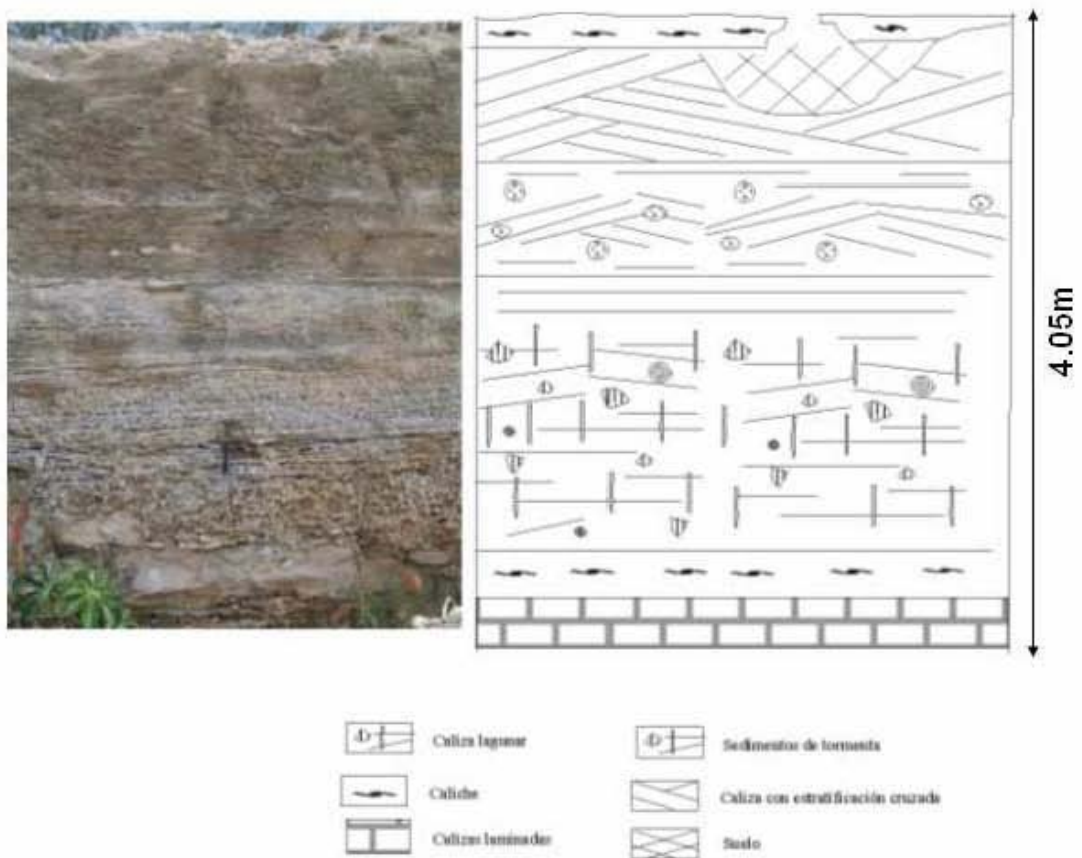 4.05m
Caliza lagunar
Sedimentos de tormenta
Caliche
Caliza con estratificación cruzada
Calizas laminadas
Suelo